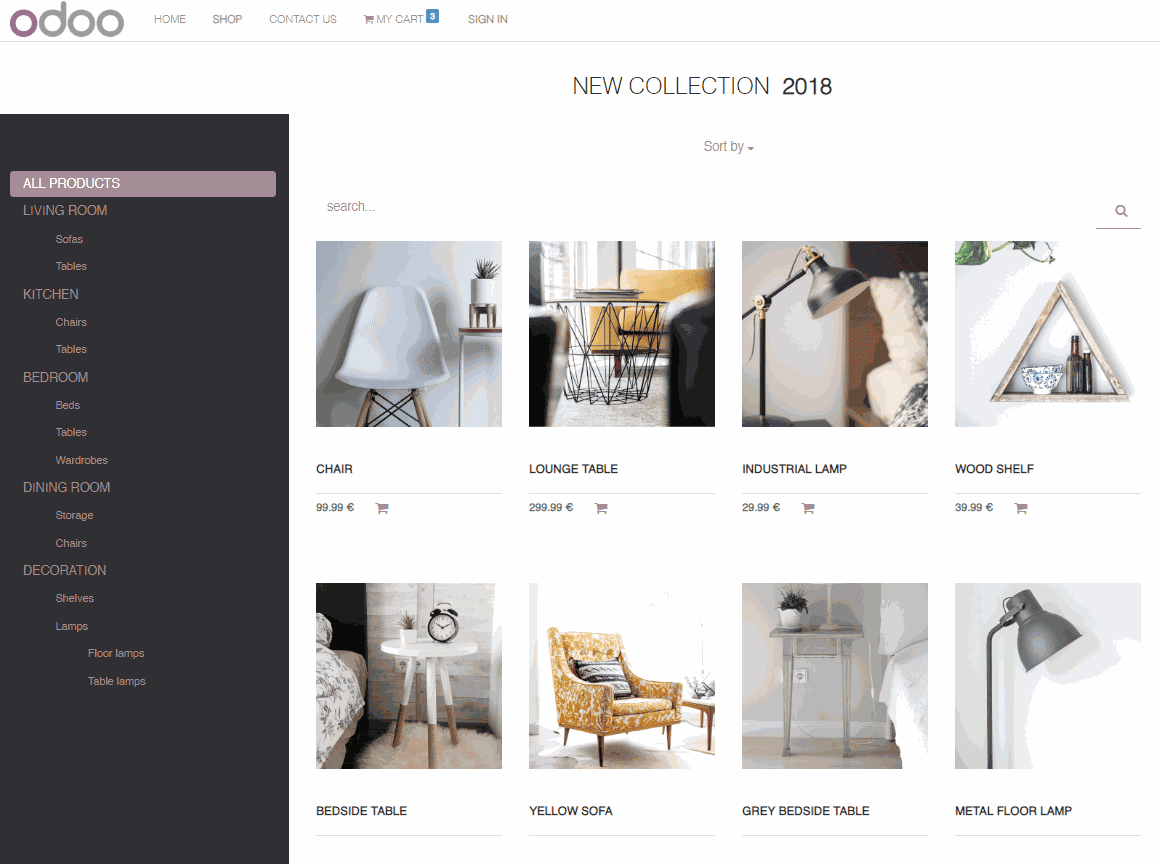 odoo
HOME SHOP CONTACT US MY CART 3 SIGN IN
NEW COLLECTION 2018
Sort by
ALL PRODUCTS
LIVING ROOM
Sofas
Tables
KITCHEN
Chairs
Tables
BEDROOM
Beds
Tables
Wardrobes
DINING ROOM
Storage
Chairs
DECORATION
Shelves
Lamps
Floor lamps
Table lamps
search...
CHAIR LOUNGE TABLE INDUSTRIAL LAMP WOOD SHELF
99.99 € 299.99 € 29.99 € 39.99 €
BEDSIDE TABLE YELLOW SOFA GREY BEDSIDE TABLE METAL FLOOR LAMP